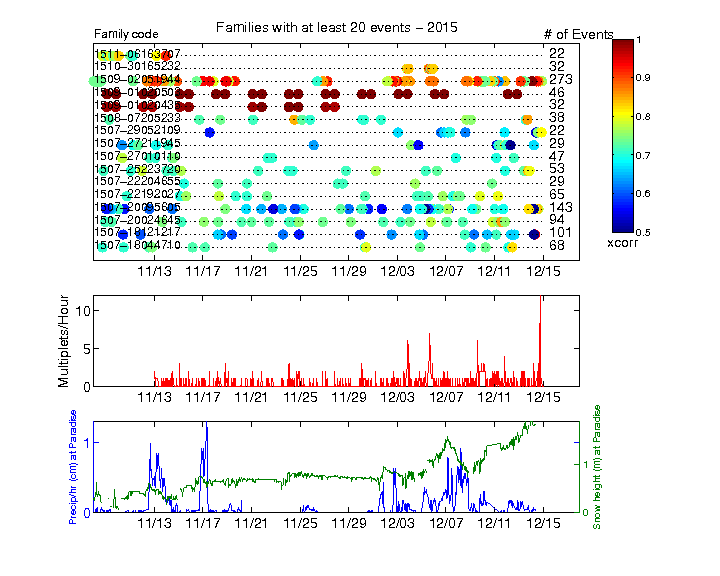 Families with at least 20 events − 2015
Family code
# of Events
1511−06163707 22
1510−30165232 32
1509−02051944 273
46
32
1508−07205233 38
1507−29052109 22
1507−27211945 29
1507−27010110 47
1507−25223720 53
1507−22204655 29
1507−22192027 65
1507−20095605 143
1507−20024645 94
1507−18121217 101
1507−18044710 68
11/13 11/17 11/21 11/25 11/29 12/03 12/07 12/11 12/15
1
0.9
0.8
0.7
0.6
0.5
xcorr
Multiplets/Hour
10
5
0
11/13 11/17 11/21 11/25 11/29 12/03 12/07 12/11 12/15
Precip/hr (cm) at Paradise
1
0
11/13 11/17 11/21 11/25 11/29 12/03 12/07 12/11 12/15
1
0
Snow height (m) at Paradise